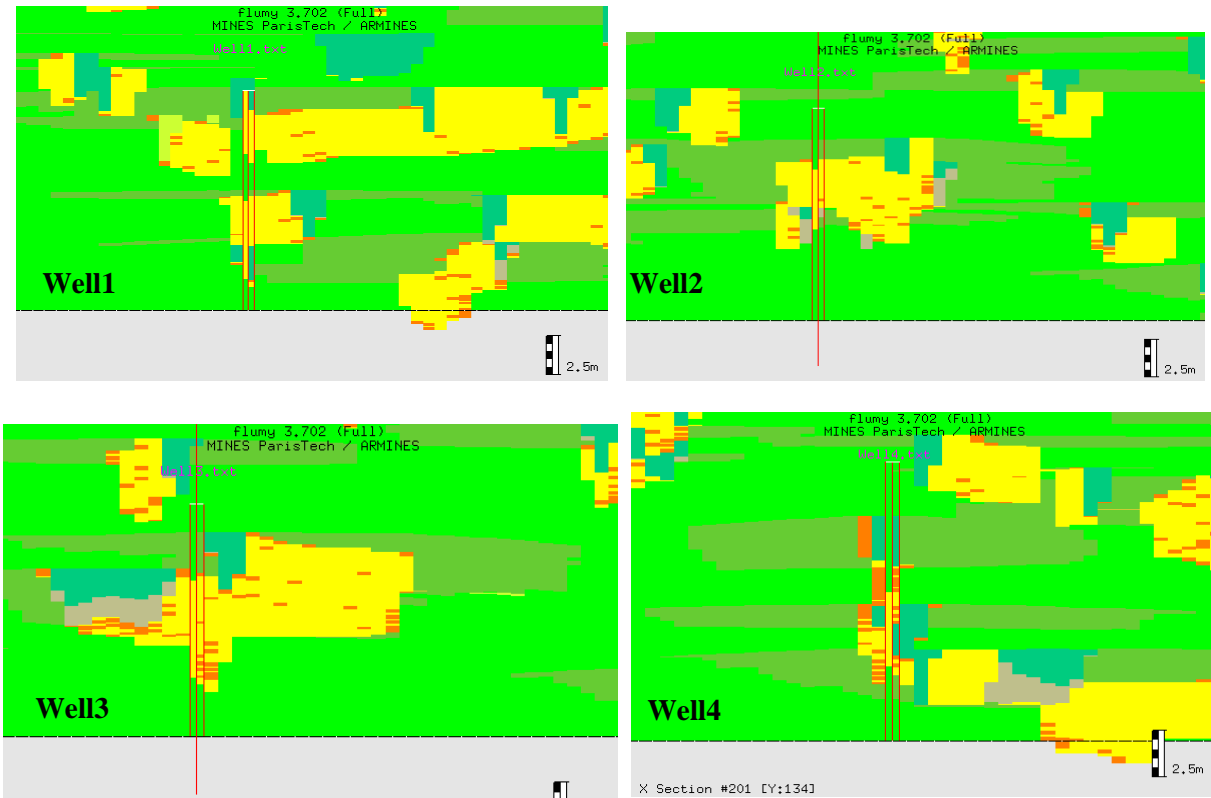 flumy 3.702 (Full)
MINES ParisTech / ARMINES
Well1.txt
Well1
2.5m
flumy 3.702 (Full)
MINES ParisTech / ARMINES
Well2.txt
Well2
2.5m
flumy 3.702 (Full)
MINES ParisTech / ARMINES
Well3.txt
Well3
flumy 3.702 (Full)
MINES ParisTech / ARMINES
Well4.txt
Well4
2.5m
X Section #201 [Y:134]